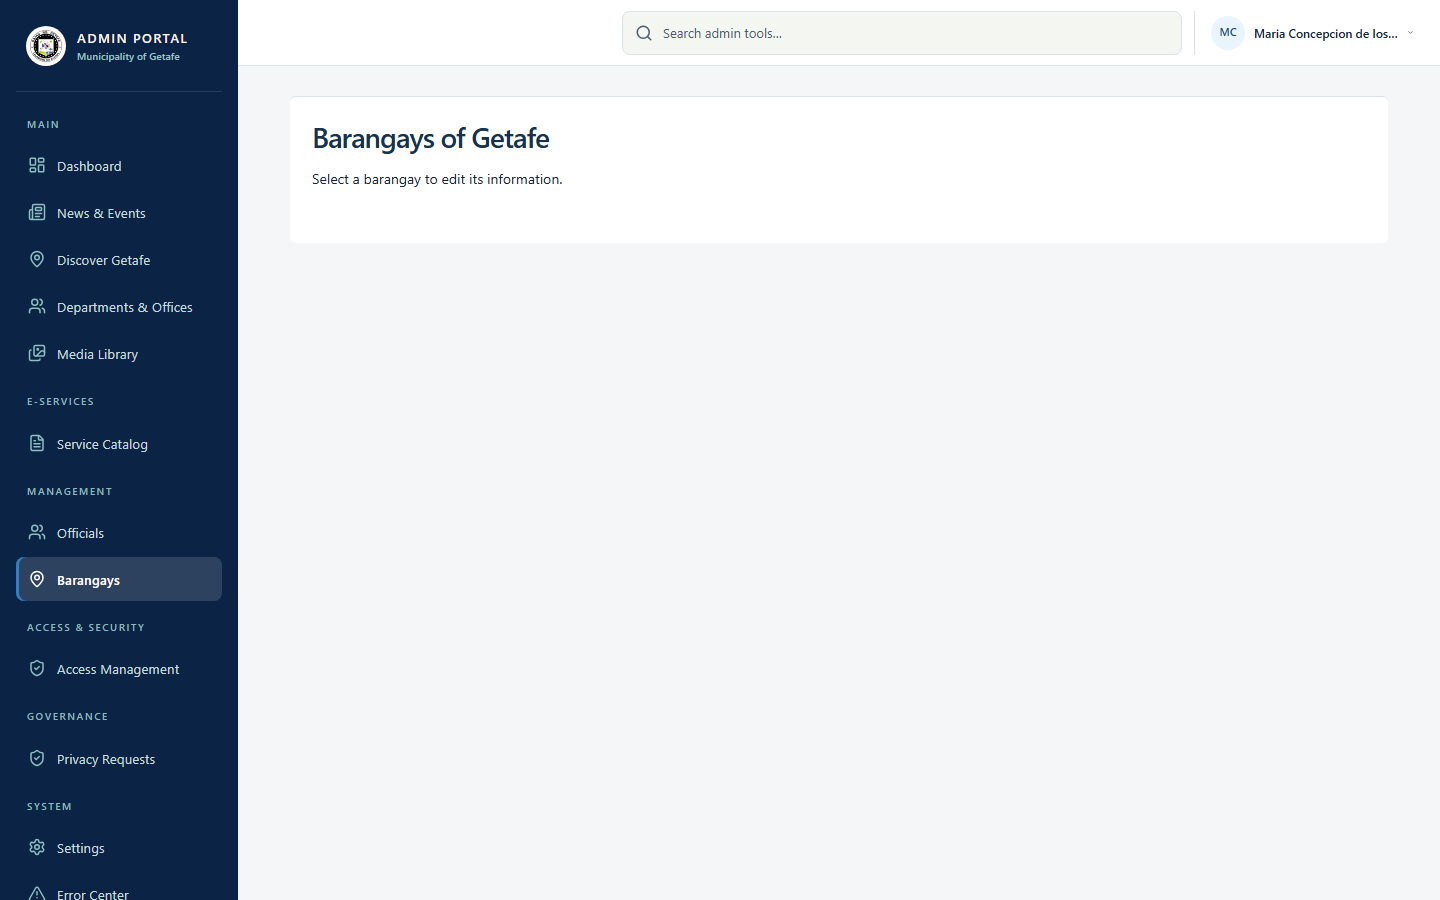 ADMIN PORTAL
Municipality of Getafe
MAIN
Dashboard
News & Events
Discover Getafe
Departments & Offices
Media Library
E-SERVICES
Service Catalog
MANAGEMENT
Officials
Barangays
ACCESS & SECURITY
Access Management
GOVERNANCE
Privacy Requests
SYSTEM
Settings
Error Center
Search admin tools...
MC
Maria Concepcion de los...
Barangays of Getafe
Select a barangay to edit its information.